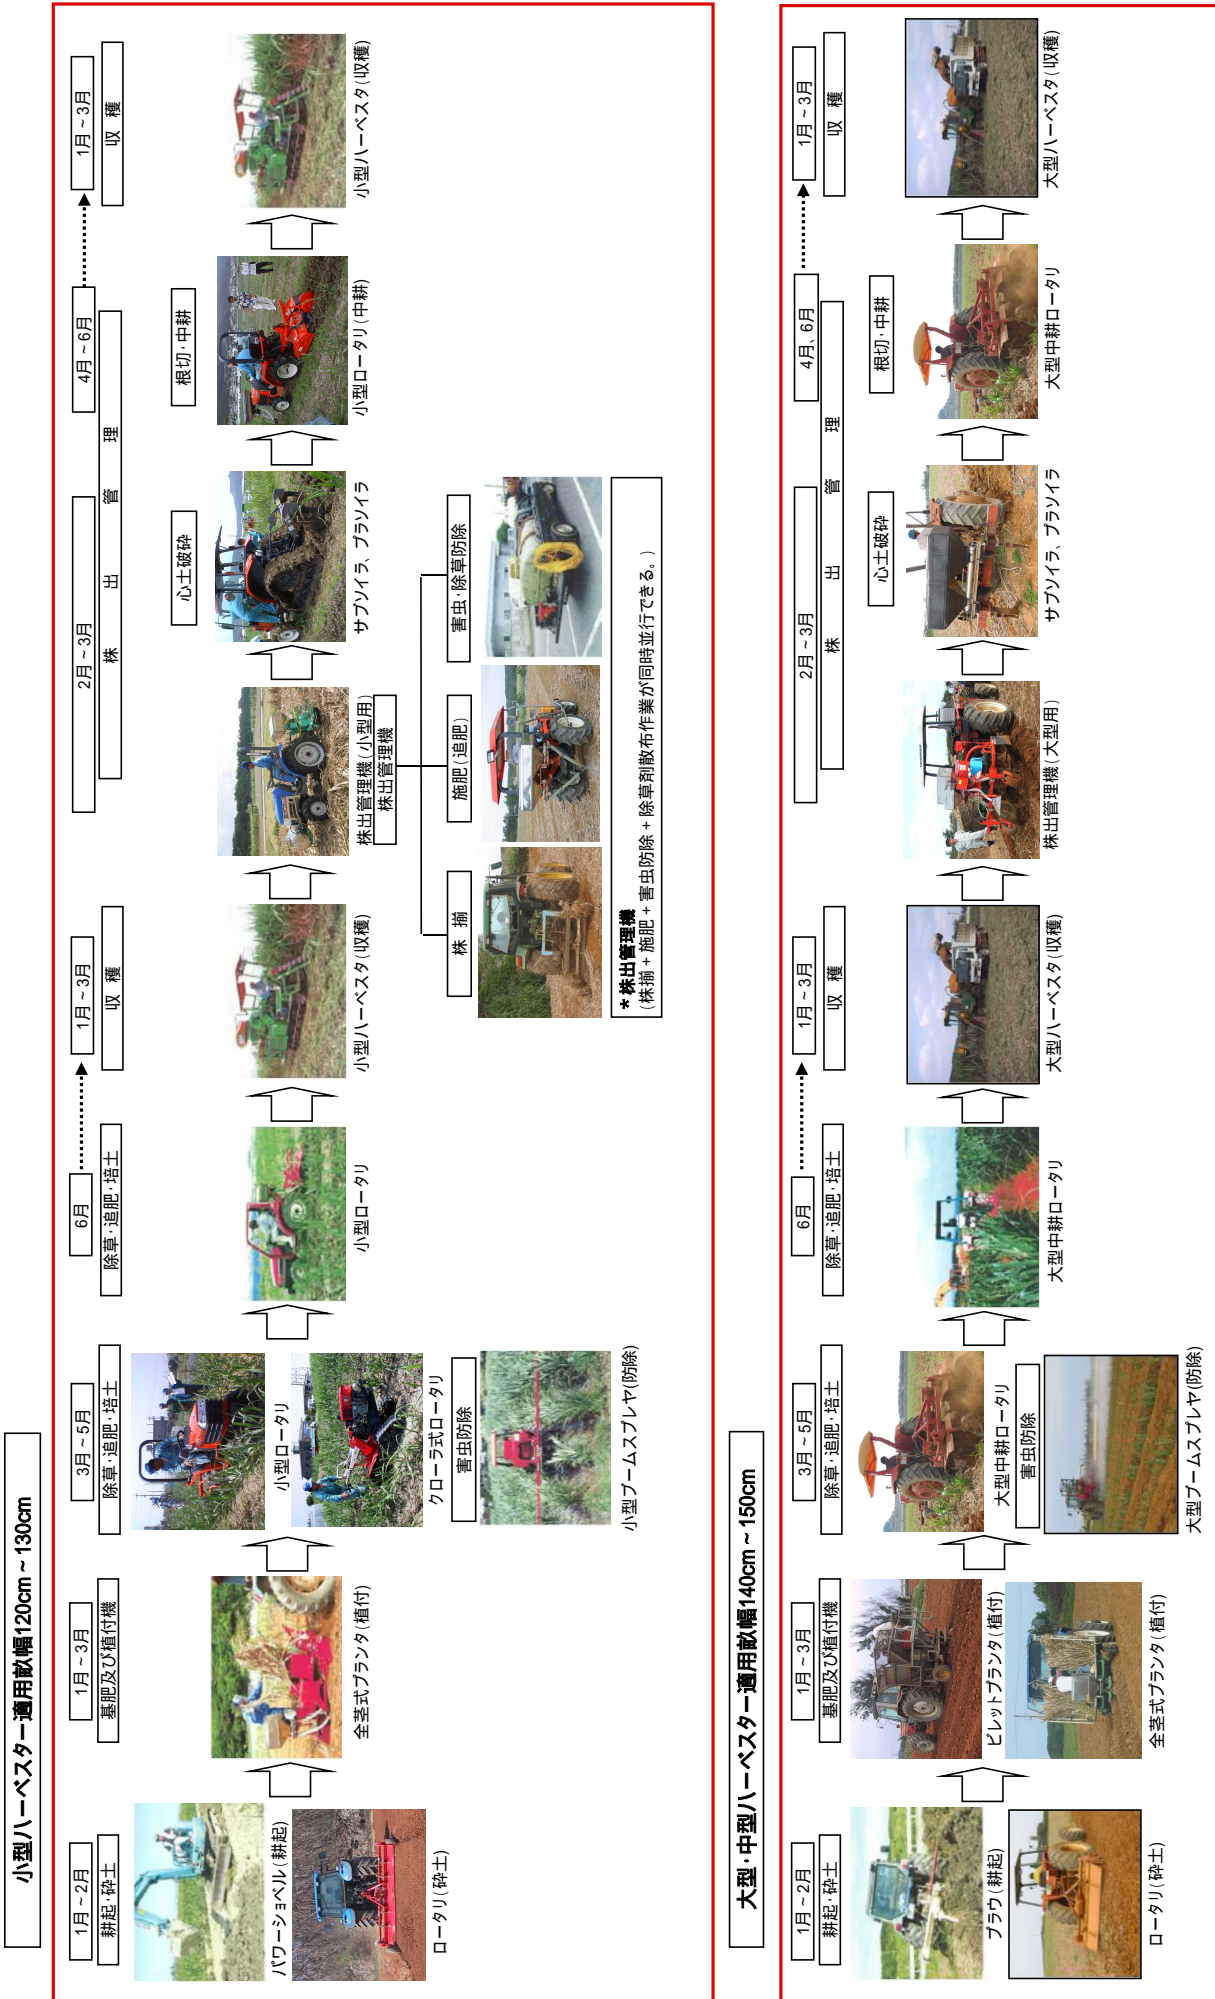 小型ハーベスター適用畝幅120cm～130cm
1月～2月
耕起・砕土
パワーショベル(耕起)
ロータリ(砕土)
1月～3月
基肥及び植付機
全茎式プランタ(植付)
3月～5月
除草・追肥・培土
小型ロータリ
クローラ式ロータリ
害虫防除
小型ブームスプレヤ(防除)
6月
除草・追肥・培土
小型ロータリ
1月～3月
収 穫
小型ハーベスタ(収穫)
2月～3月
4月～6月
株 出 管 理
株出管理機(小型用)
株出管理機
株 揃
施肥(追肥)
害虫・除草防除
心土破砕
サブソイラ、プラソイラ
根切・中耕
小型ロータリ(中耕)
1月～3月
収 穫
小型ハーベスタ(収穫)
*株出管理機
(株揃+施肥+害虫防除+除草剤散布作業が同時並行できる。)
大型・中型ハーベスター適用畝幅140cm～150cm
1月～2月
耕起・砕土
プラウ(耕起)
ロータリ(砕土)
1月～3月
基肥及び植付機
ビレットプランタ(植付)
全茎式プランタ(植付)
3月～5月
除草・追肥・培土
大型中耕ロータリ
害虫防除
大型ブームスプレヤ(防除)
6月
除草・追肥・培土
大型中耕ロータリ
1月～3月
収 穫
大型ハーベスタ(収穫)
2月～3月
4月、6月
株 出 管 理
株出管理機(大型用)
心土破砕
サブソイラ、プラソイラ
根切・中耕
大型中耕ロータリ
1月～3月
収 穫
大型ハーベスタ(収穫)